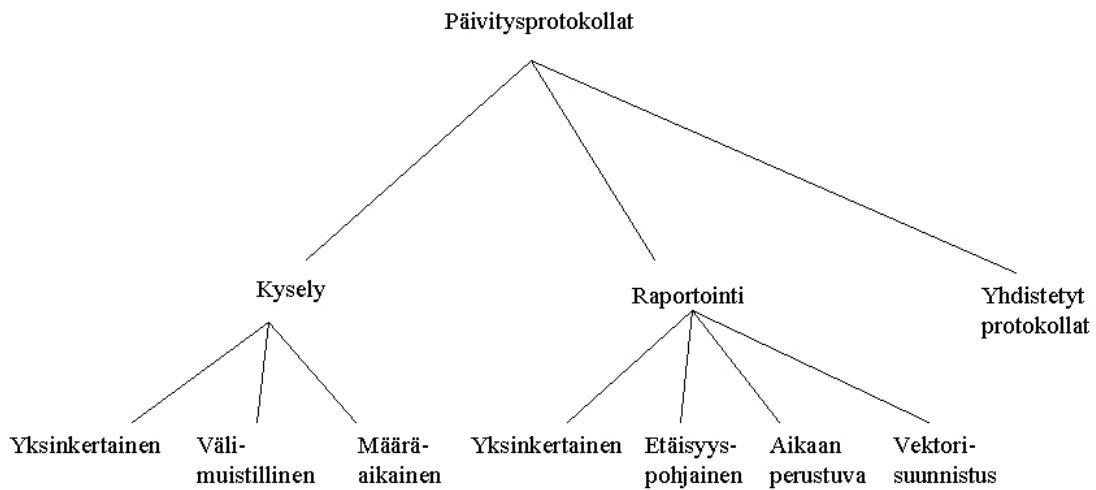 Päivitysprotokollat
Kysely
Raportointi
Yhdistetyt
protokollat
Yksinkertainen
Väli-
muistillinen
Määrä-
aikainen
Yksinkertainen
Etäisyys-
pohjainen
Aikaan
perustuva
Vektori-
suunnistus